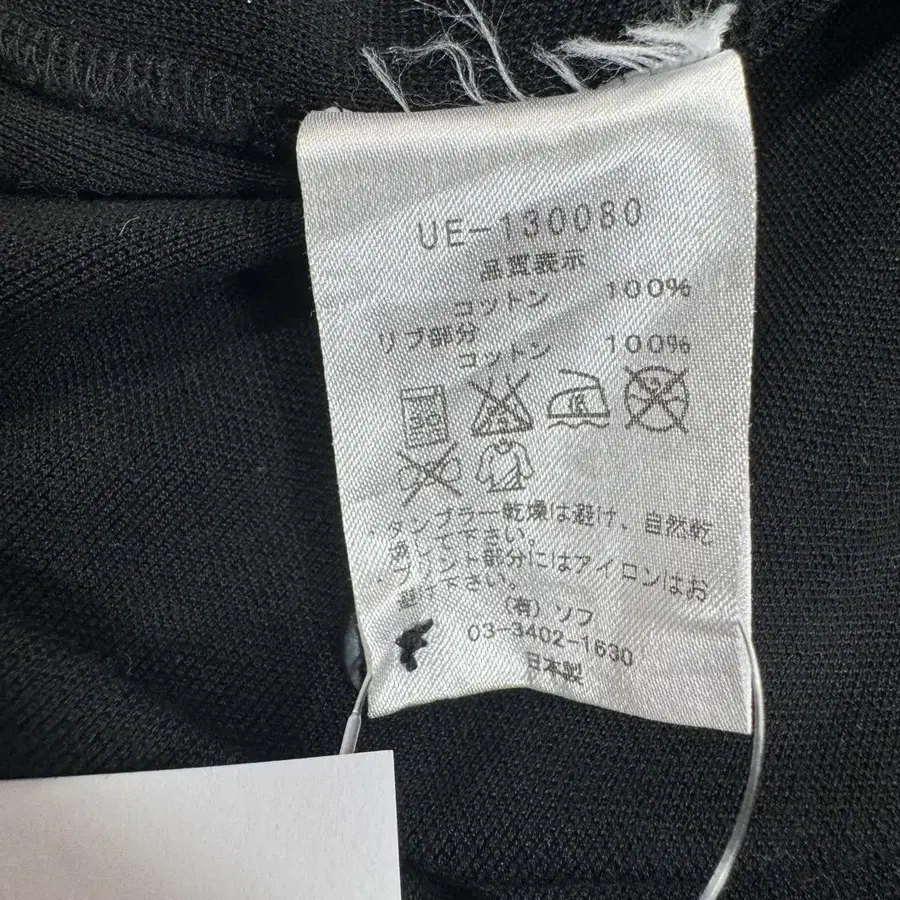 UE-130080
品質表示
コットン 100%
リブ部分
コットン 100%
・タンブラー乾燥は避け、自然乾
燥して下さい。
・プリント部分にはアイロンはお
避け下さい。
(有)ソフ
03-3402-1630
日本製